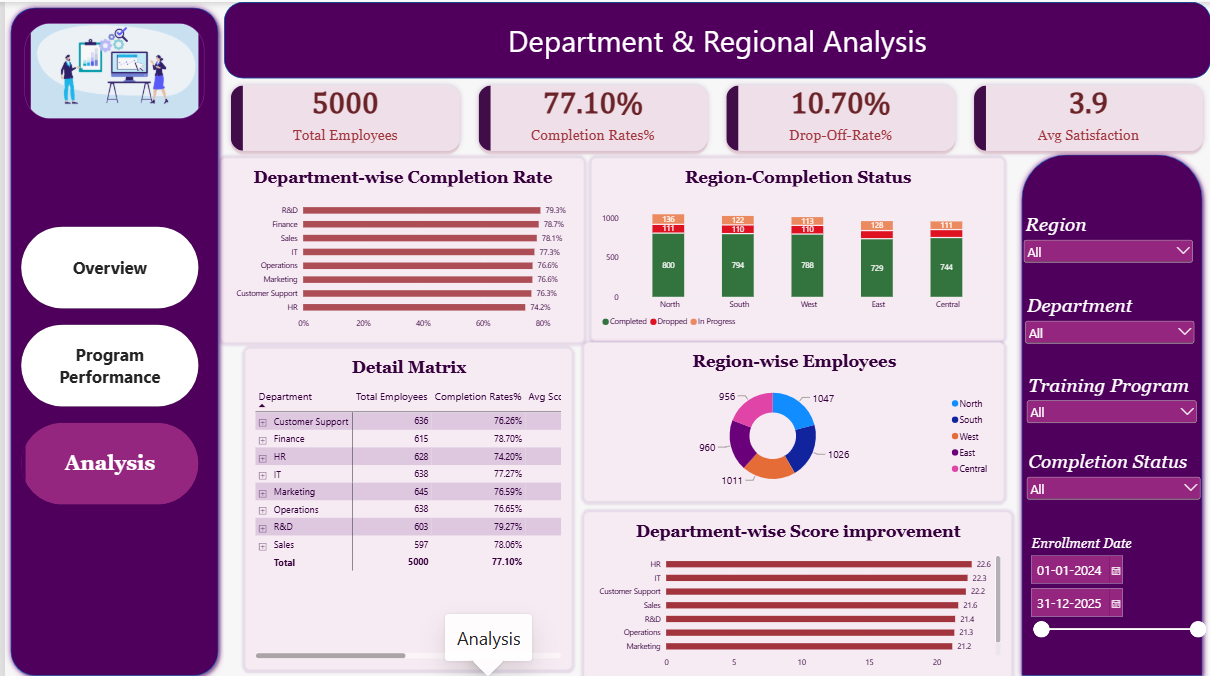 Department & Regional Analysis
5000
Total Employees
77.10%
Completion Rates%
10.70%
Drop-Off-Rate%
3.9
Avg Satisfaction
Overview
Program
Performance
Analysis
Department-wise Completion Rate
R&D 79.3%
Finance 78.7%
Sales 78.1%
IT 77.3%
Operations 76.6%
Marketing 76.6%
Customer Support 76.3%
HR 74.2%
0% 20% 40% 60% 80%
Region-Completion Status
1000
500
0
136 122 113 128 111
111 110 110
800 794 788 729 744
North South West East Central
Completed Dropped In Progress
Detail Matrix
Department Total Employees Completion Rates% Avg Sco
Customer Support 636 76.26%
Finance 615 78.70%
HR 628 74.20%
IT 638 77.27%
Marketing 645 76.59%
Operations 638 76.65%
R&D 603 79.27%
Sales 597 78.06%
Total 5000 77.10%
Analysis
Region-wise Employees
956 1047
960 1026
1011
North
South
West
East
Central
Department-wise Score improvement
HR 22.6
IT 22.3
Customer Support 22.2
Sales 21.6
R&D 21.4
Operations 21.3
Marketing 21.2
0 5 10 15 20
Region
All
Department
All
Training Program
All
Completion Status
All
Enrollment Date
01-01-2024
31-12-2025